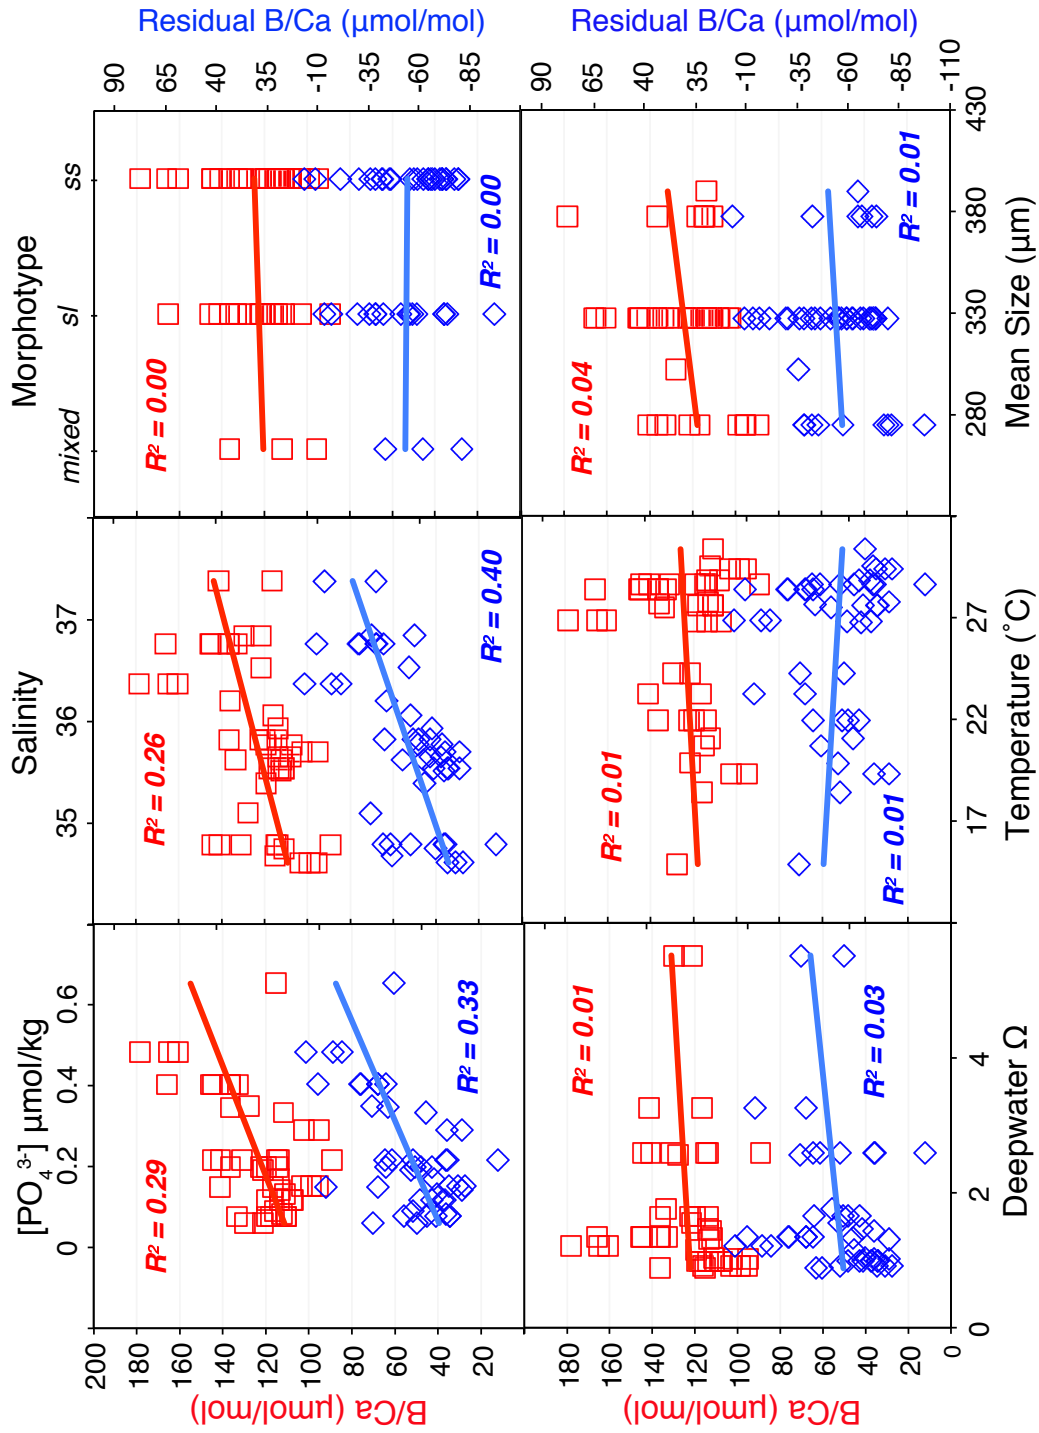 [PO₄³⁻] μmol/kg
0
0.2
0.4
0.6
Salinity
35
36
37
Morphotype
mixed
sl
ss
B/Ca (μmol/mol)
200
180
160
140
120
100
80
60
40
20
R² = 0.29
R² = 0.33
R² = 0.26
R² = 0.40
R² = 0.00
R² = 0.00
90
65
40
35
-10
-35
-60
-85
Residual B/Ca (μmol/mol)
B/Ca (μmol/mol)
180
160
140
120
100
80
60
40
20
0
R² = 0.01
R² = 0.03
R² = 0.01
R² = 0.01
R² = 0.04
R² = 0.01
90
65
40
35
-10
-35
-60
-85
-110
Residual B/Ca (μmol/mol)
0
2
4
Deepwater Ω
17
22
27
Temperature (˚C)
280
330
380
430
Mean Size (μm)